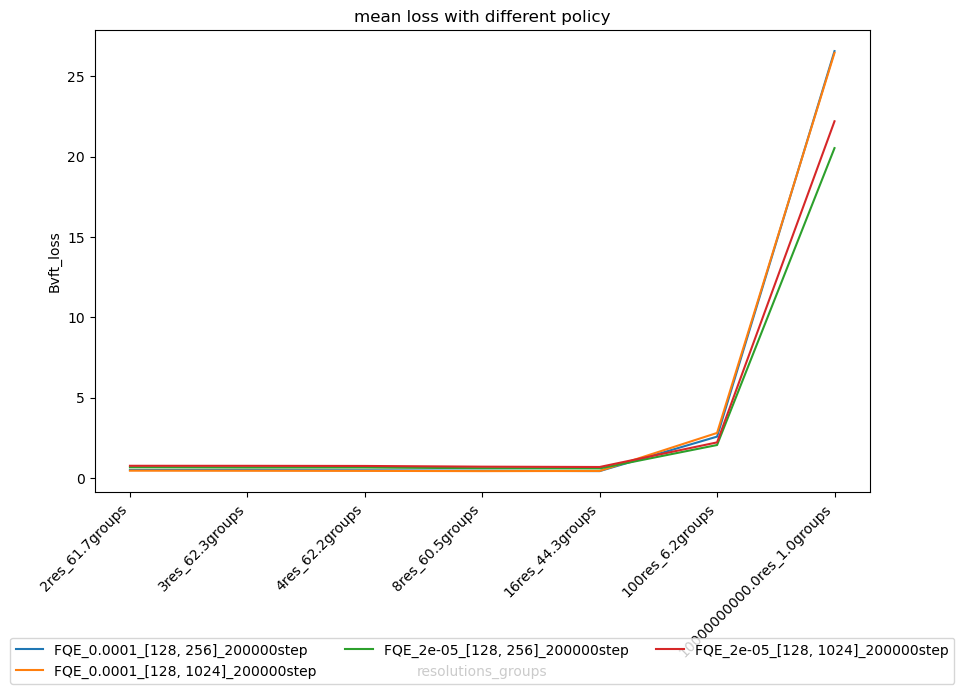 mean loss with different policy
25
20
15
10
5
0
Bvft_loss
2res_61.7groups
3res_62.3groups
4res_62.2groups
8res_60.5groups
16res_44.3groups
100res_6.2groups
FQE_0.0001_[128, 256]_200000step
FQE_0.0001_[128, 1024]_200000step
FQE_2e-05_[128, 256]_200000step
FQE_2e-05_[128, 1024]_200000step
resolutions_groups